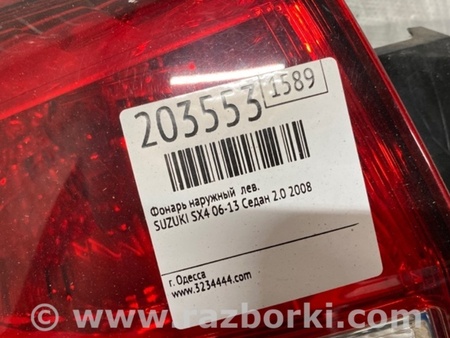 203553 1589
Фонарь наружный лев.
SUZUKI SX4 06-13 Седан 2.0 2008
г. Одесса
www.3234444.com
© www.razborki.com